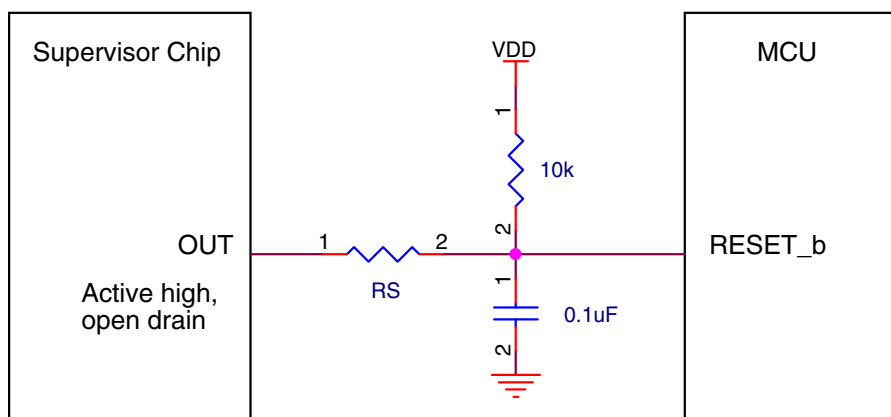 Supervisor Chip
VDD
MCU
1
10k
2
OUT
1
2
RESET_b
RS
1
0.1uF
2
Active high,
open drain